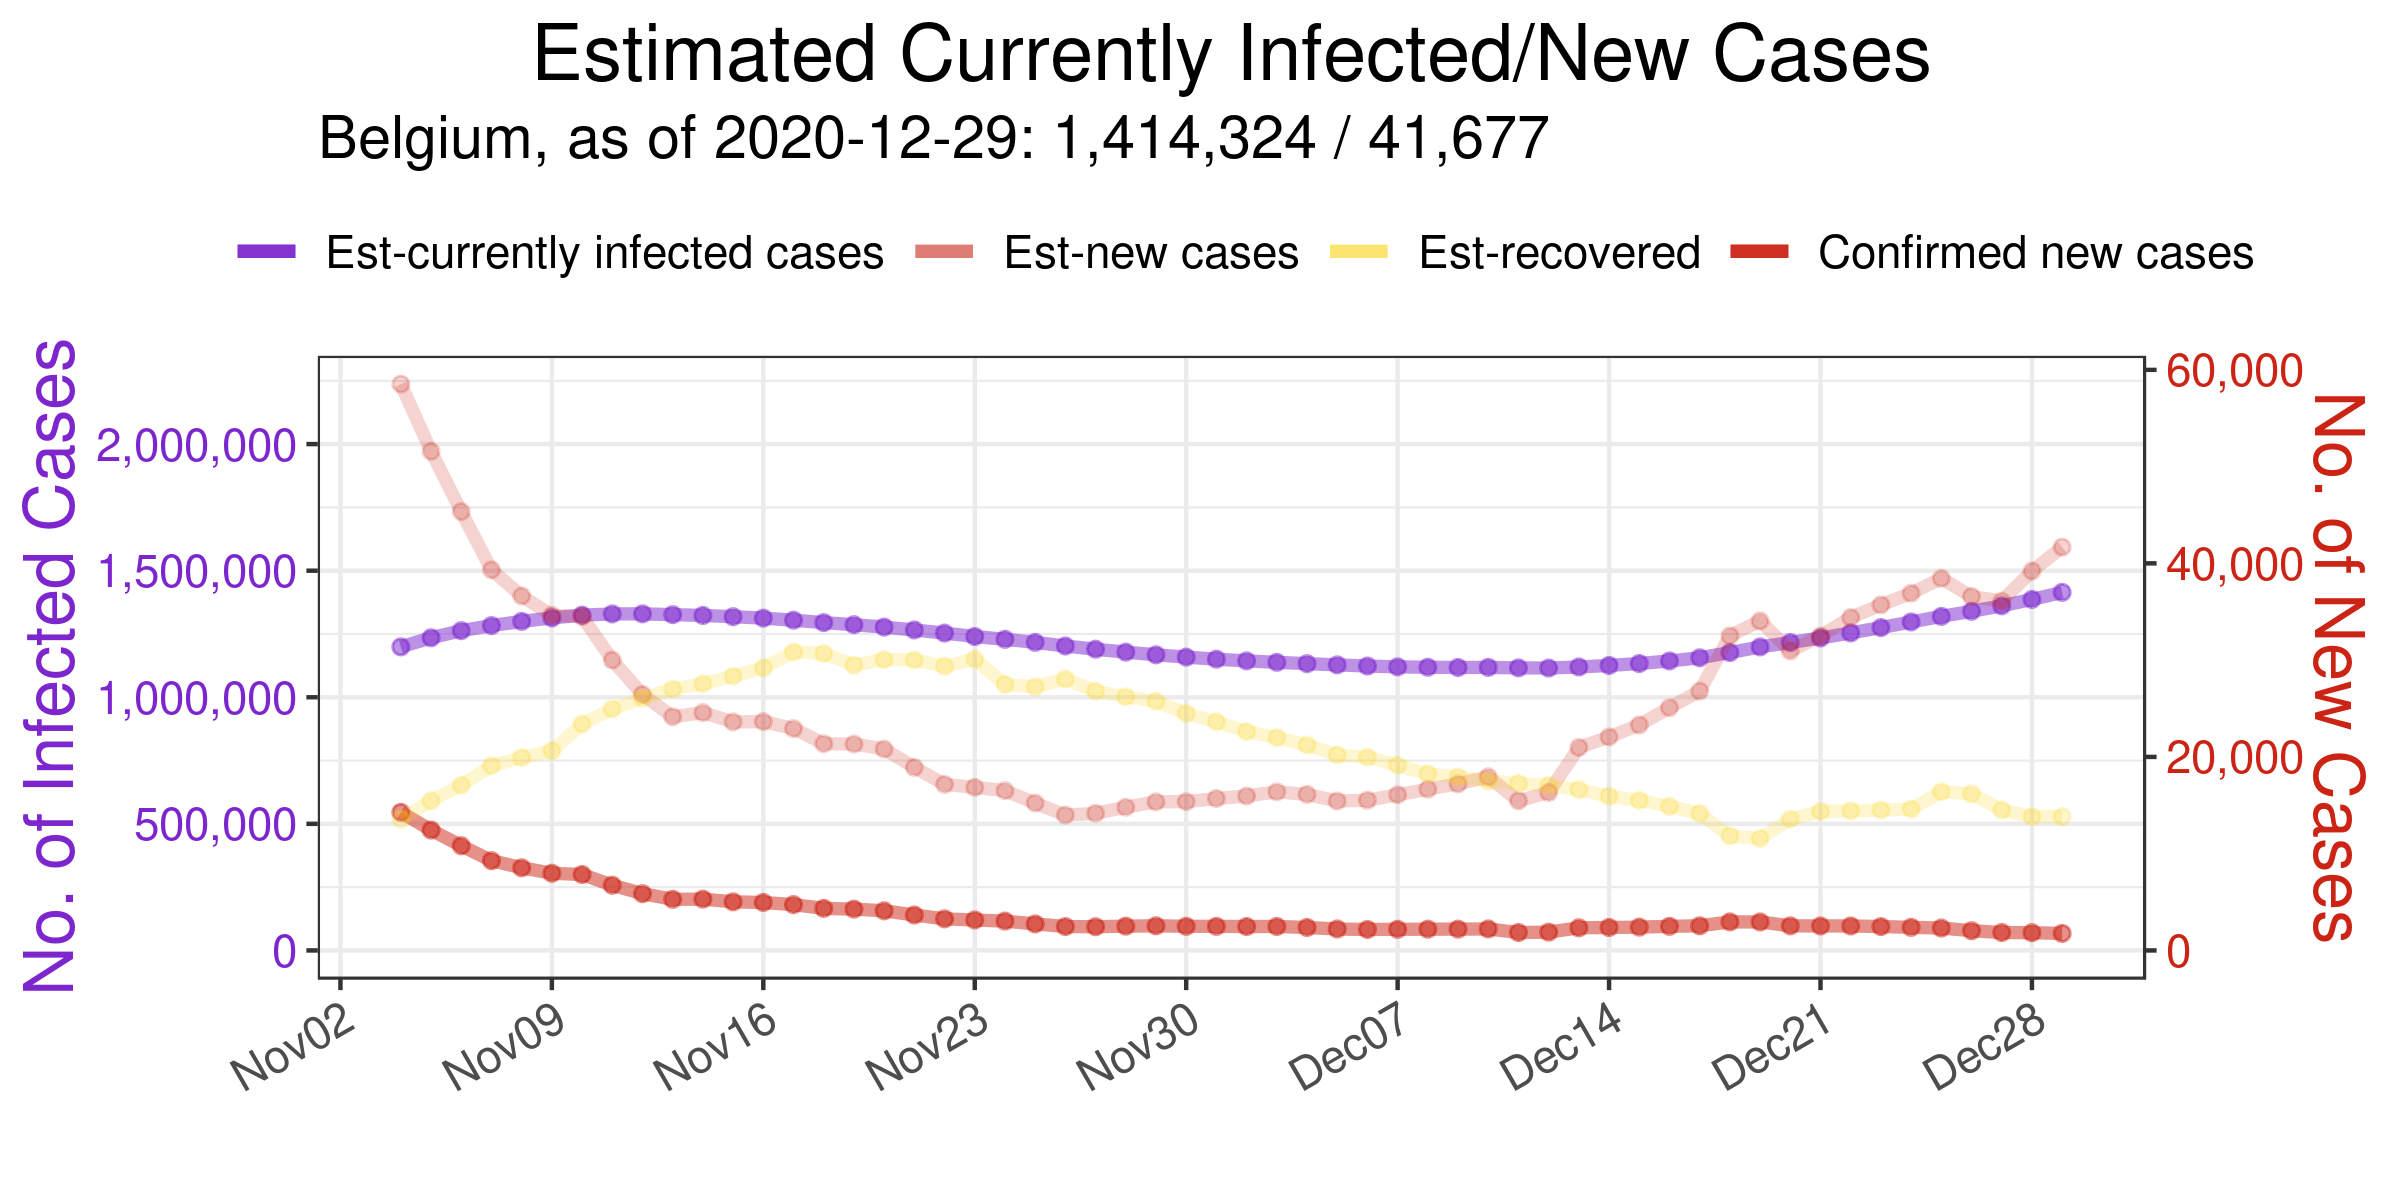 Estimated Currently Infected/New Cases
Belgium, as of 2020-12-29: 1,414,324 / 41,677
Est-currently infected cases Est-new cases Est-recovered Confirmed new cases
No. of Infected Cases
2,000,000
1,500,000
1,000,000
500,000
0
60,000
40,000
20,000
0
No. of New Cases
Nov02 Nov09 Nov16 Nov23 Nov30 Dec07 Dec14 Dec21 Dec28